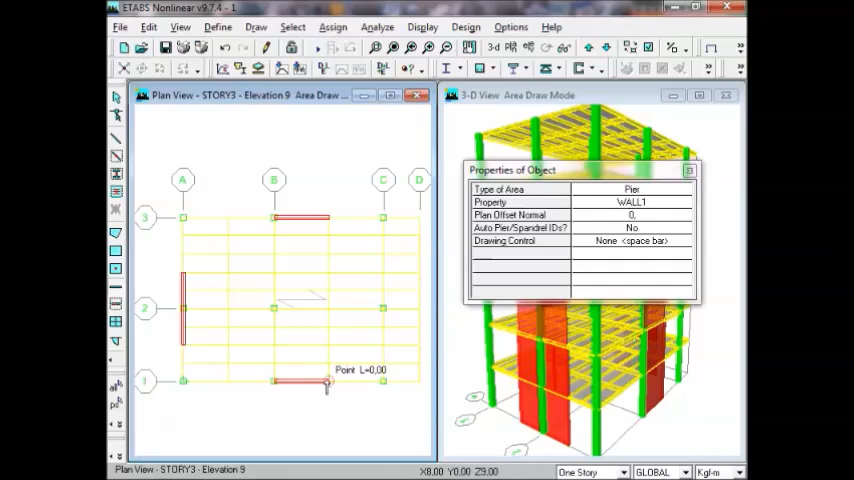 ETABS Nonlinear v9.7.4 - 1
File Edit View Define Draw Select Assign Analyze Display Design Options Help
3-d
Plan View - STORY3 - Elevation 9 Area Draw ...
3-D View Area Draw Mode
A B C D
3
2
1
Point L=0,00
Properties of Object
Type of Area Pier
Property WALL1
Plan Offset Normal 0,
Auto Pier/Spandrel IDs? No
Drawing Control None <space bar>
all
ps
Plan View - STORY3 - Elevation 9
X8,00 Y0,00 Z9,00
One Story
GLOBAL
Kgf-m